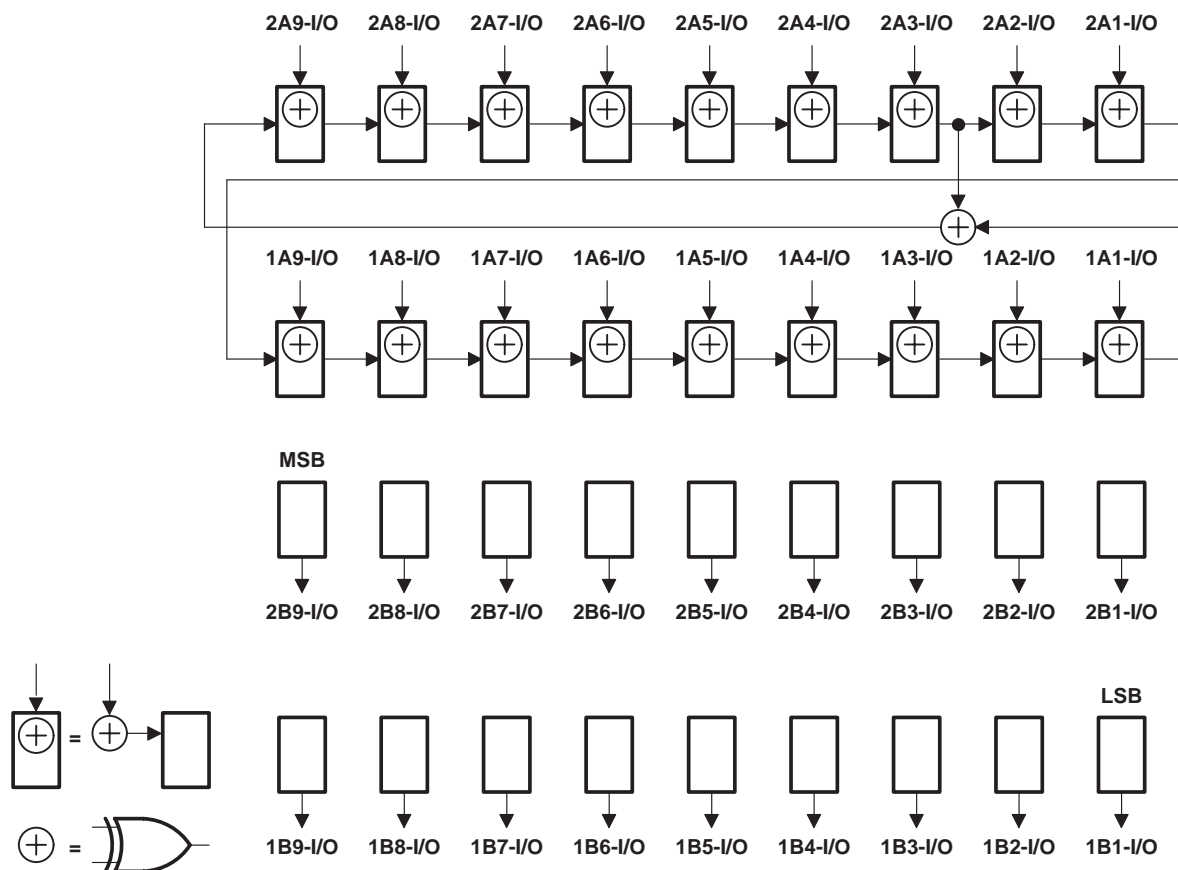 2A9-I/O 2A8-I/O 2A7-I/O 2A6-I/O 2A5-I/O 2A4-I/O 2A3-I/O 2A2-I/O 2A1-I/O
1A9-I/O 1A8-I/O 1A7-I/O 1A6-I/O 1A5-I/O 1A4-I/O 1A3-I/O 1A2-I/O 1A1-I/O
MSB
2B9-I/O 2B8-I/O 2B7-I/O 2B6-I/O 2B5-I/O 2B4-I/O 2B3-I/O 2B2-I/O 2B1-I/O
LSB
=
=
1B9-I/O 1B8-I/O 1B7-I/O 1B6-I/O 1B5-I/O 1B4-I/O 1B3-I/O 1B2-I/O 1B1-I/O